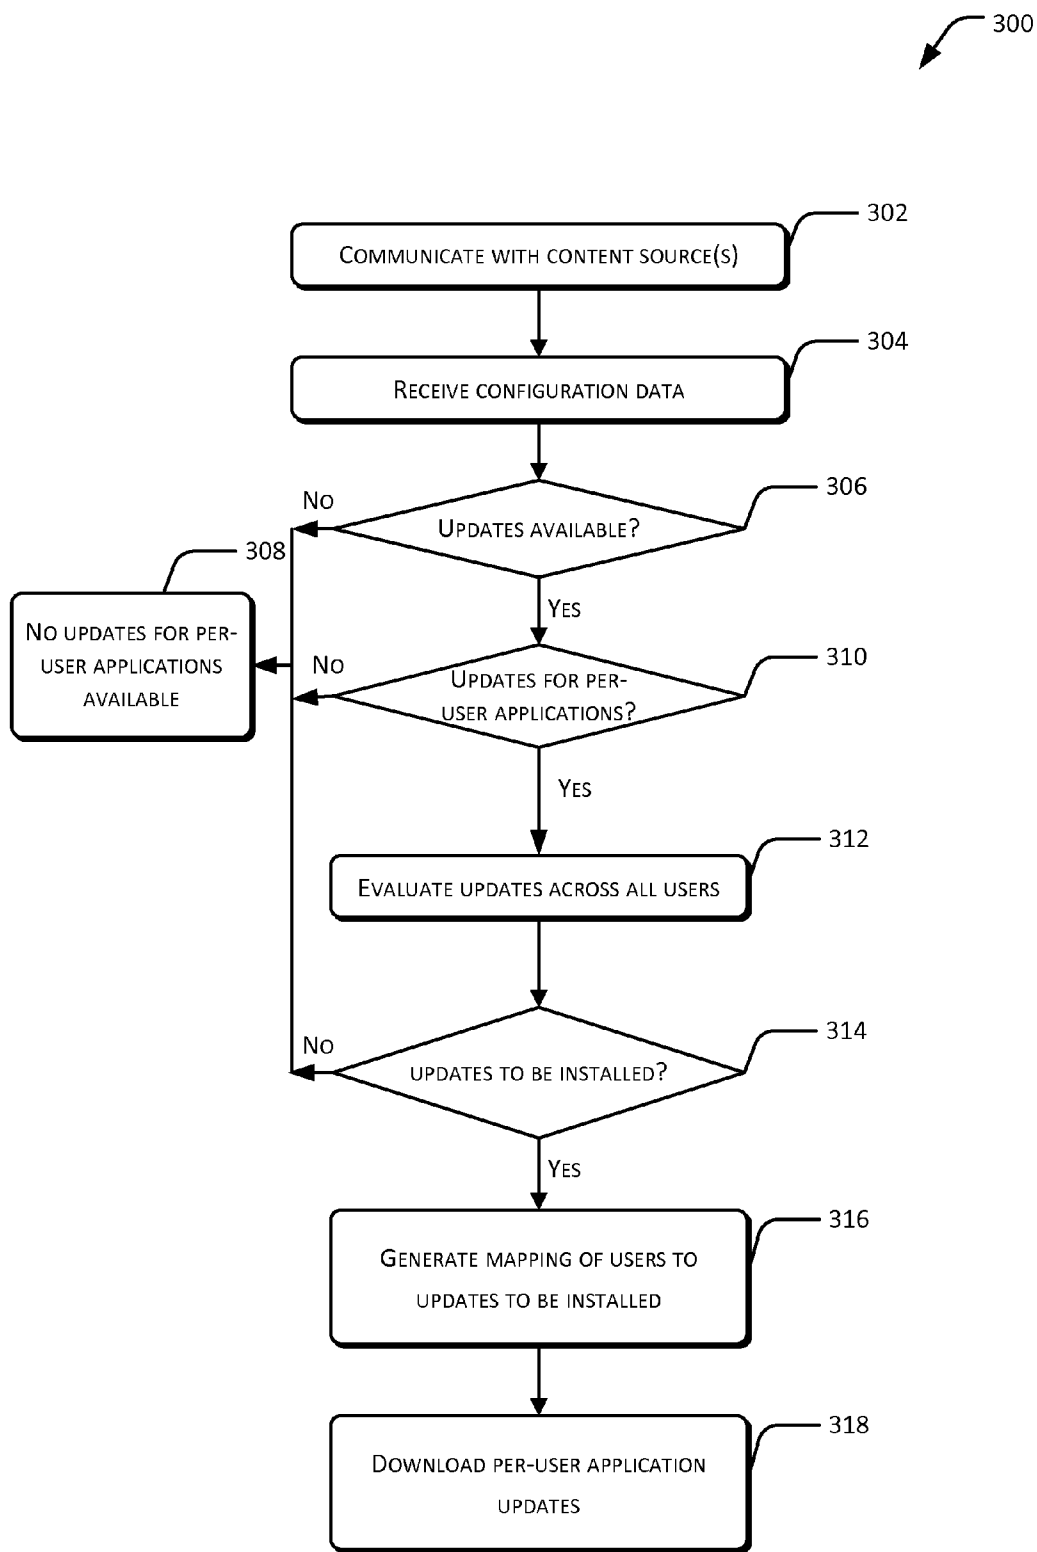 300
302
COMMUNICATE WITH CONTENT SOURCE(S)
304
RECEIVE CONFIGURATION DATA
306
NO
UPDATES AVAILABLE?
308
YES
NO UPDATES FOR PER-
USER APPLICATIONS
AVAILABLE
310
NO
UPDATES FOR PER-
USER APPLICATIONS?
YES
312
EVALUATE UPDATES ACROSS ALL USERS
314
NO
UPDATES TO BE INSTALLED?
YES
316
GENERATE MAPPING OF USERS TO
UPDATES TO BE INSTALLED
318
DOWNLOAD PER-USER APPLICATION
UPDATES